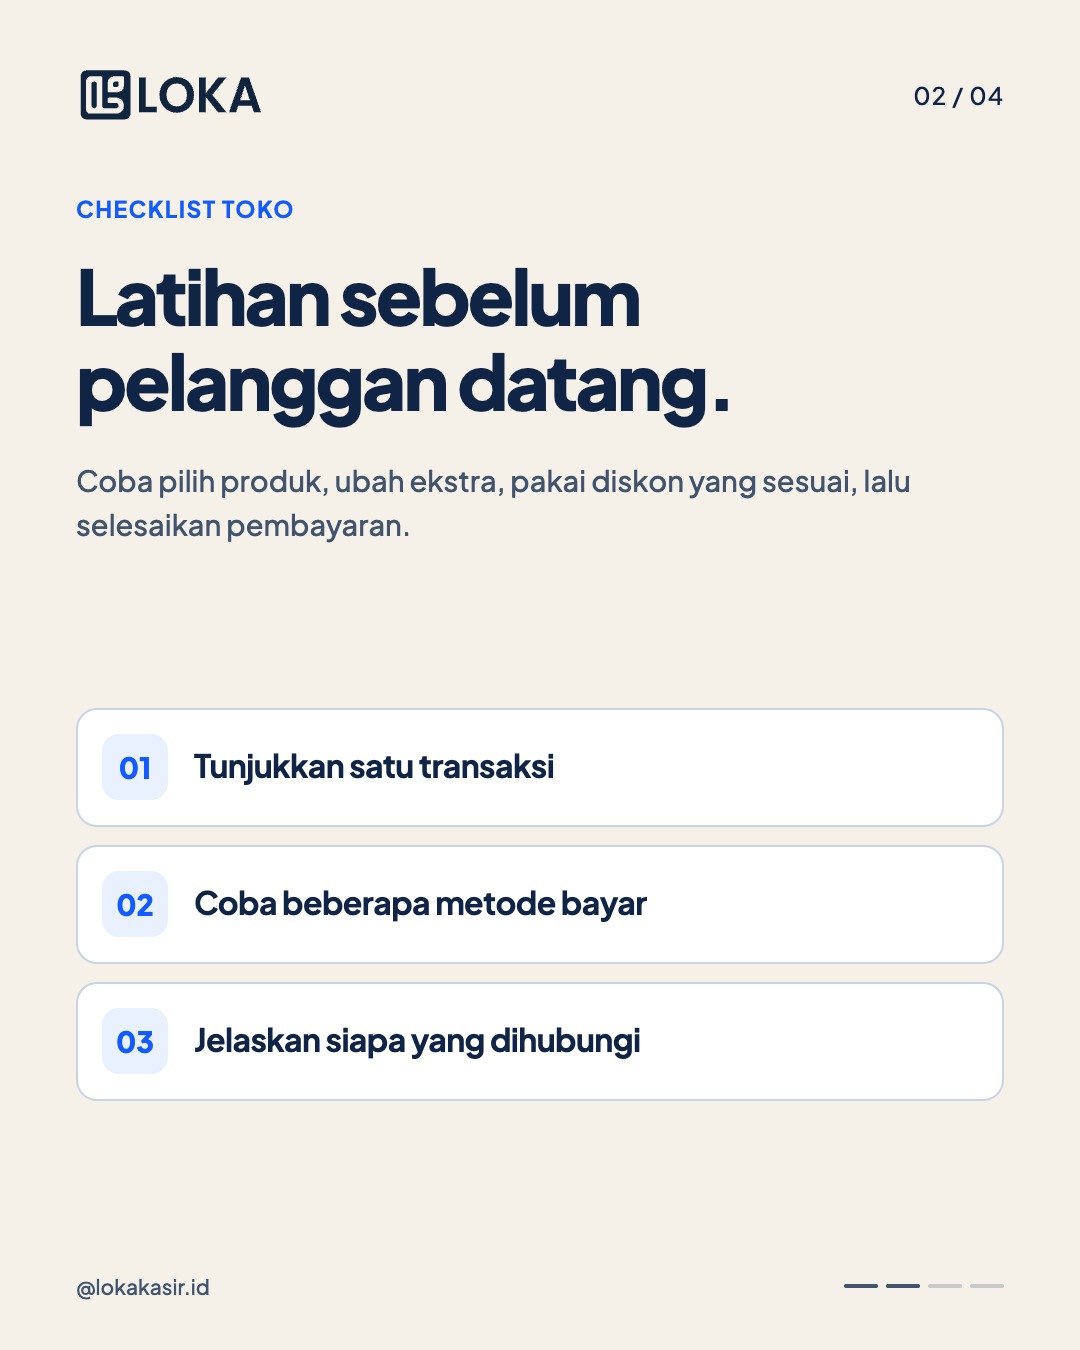 LOKA
02 / 04
CHECKLIST TOKO
Latihan sebelum
pelanggan datang.
Coba pilih produk, ubah ekstra, pakai diskon yang sesuai, lalu
selesaikan pembayaran.
01 Tunjukkan satu transaksi
02 Coba beberapa metode bayar
03 Jelaskan siapa yang dihubungi
@lokakasir.id